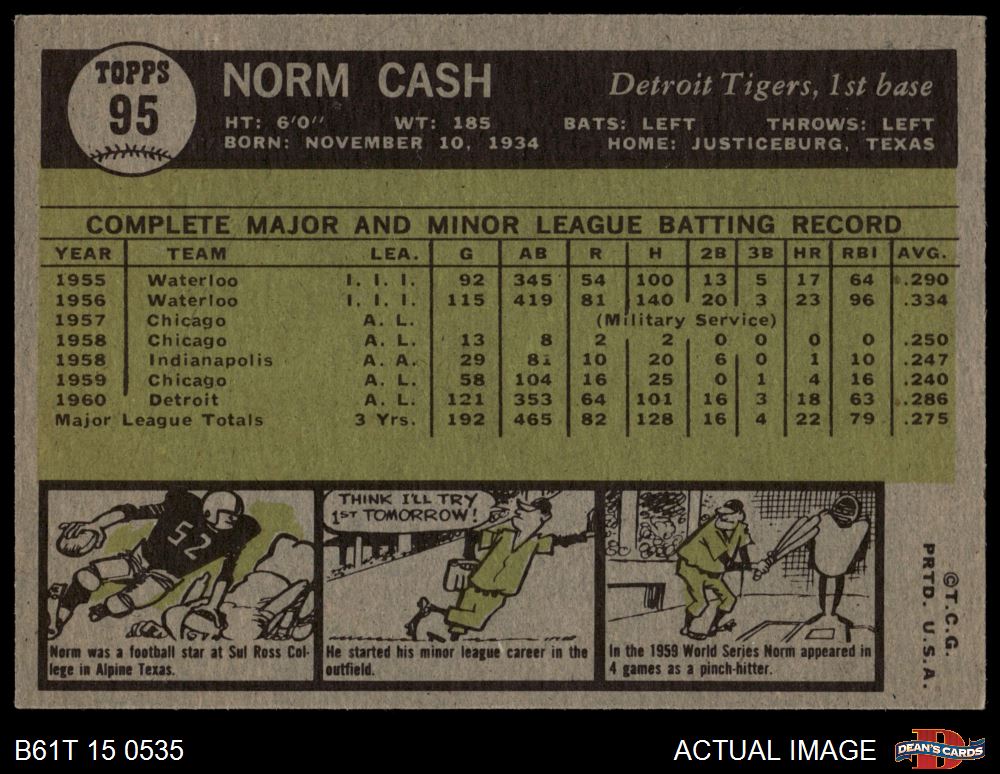 TOPPS
95
NORM CASH
Detroit Tigers, 1st base
HT: 6'0" WT: 185 BATS: LEFT THROWS: LEFT
BORN: NOVEMBER 10, 1934 HOME: JUSTICEBURG, TEXAS
COMPLETE MAJOR AND MINOR LEAGUE BATTING RECORD
YEAR TEAM LEA. G AB R H 2B 3B HR RBI AVG.
1955 Waterloo I. I. I. 92 345 54 100 13 5 17 64 .290
1956 Waterloo I. I. I. 115 419 81 140 20 3 23 96 .334
1957 Chicago A. L. (Military Service)
1958 Chicago A. L. 13 8 2 2 0 0 0 0 .250
1958 Indianapolis A. A. 29 81 10 20 6 0 1 10 .247
1959 Chicago A. L. 58 104 16 25 0 1 4 16 .240
1960 Detroit A. L. 121 353 64 101 16 3 18 63 .286
Major League Totals 3 Yrs. 192 465 82 128 16 4 22 79 .275
52
Norm was a football star at Sul Ross Col-
lege in Alpine Texas.
THINK I'LL TRY
1ST TOMORROW!
He started his minor league career in the
outfield.
In the 1959 World Series Norm appeared in
4 games as a pinch-hitter.
©T.C.G.
PRTD. U.S.A.
B61T 15 0535
ACTUAL IMAGE
D
DEAN'S CARDS